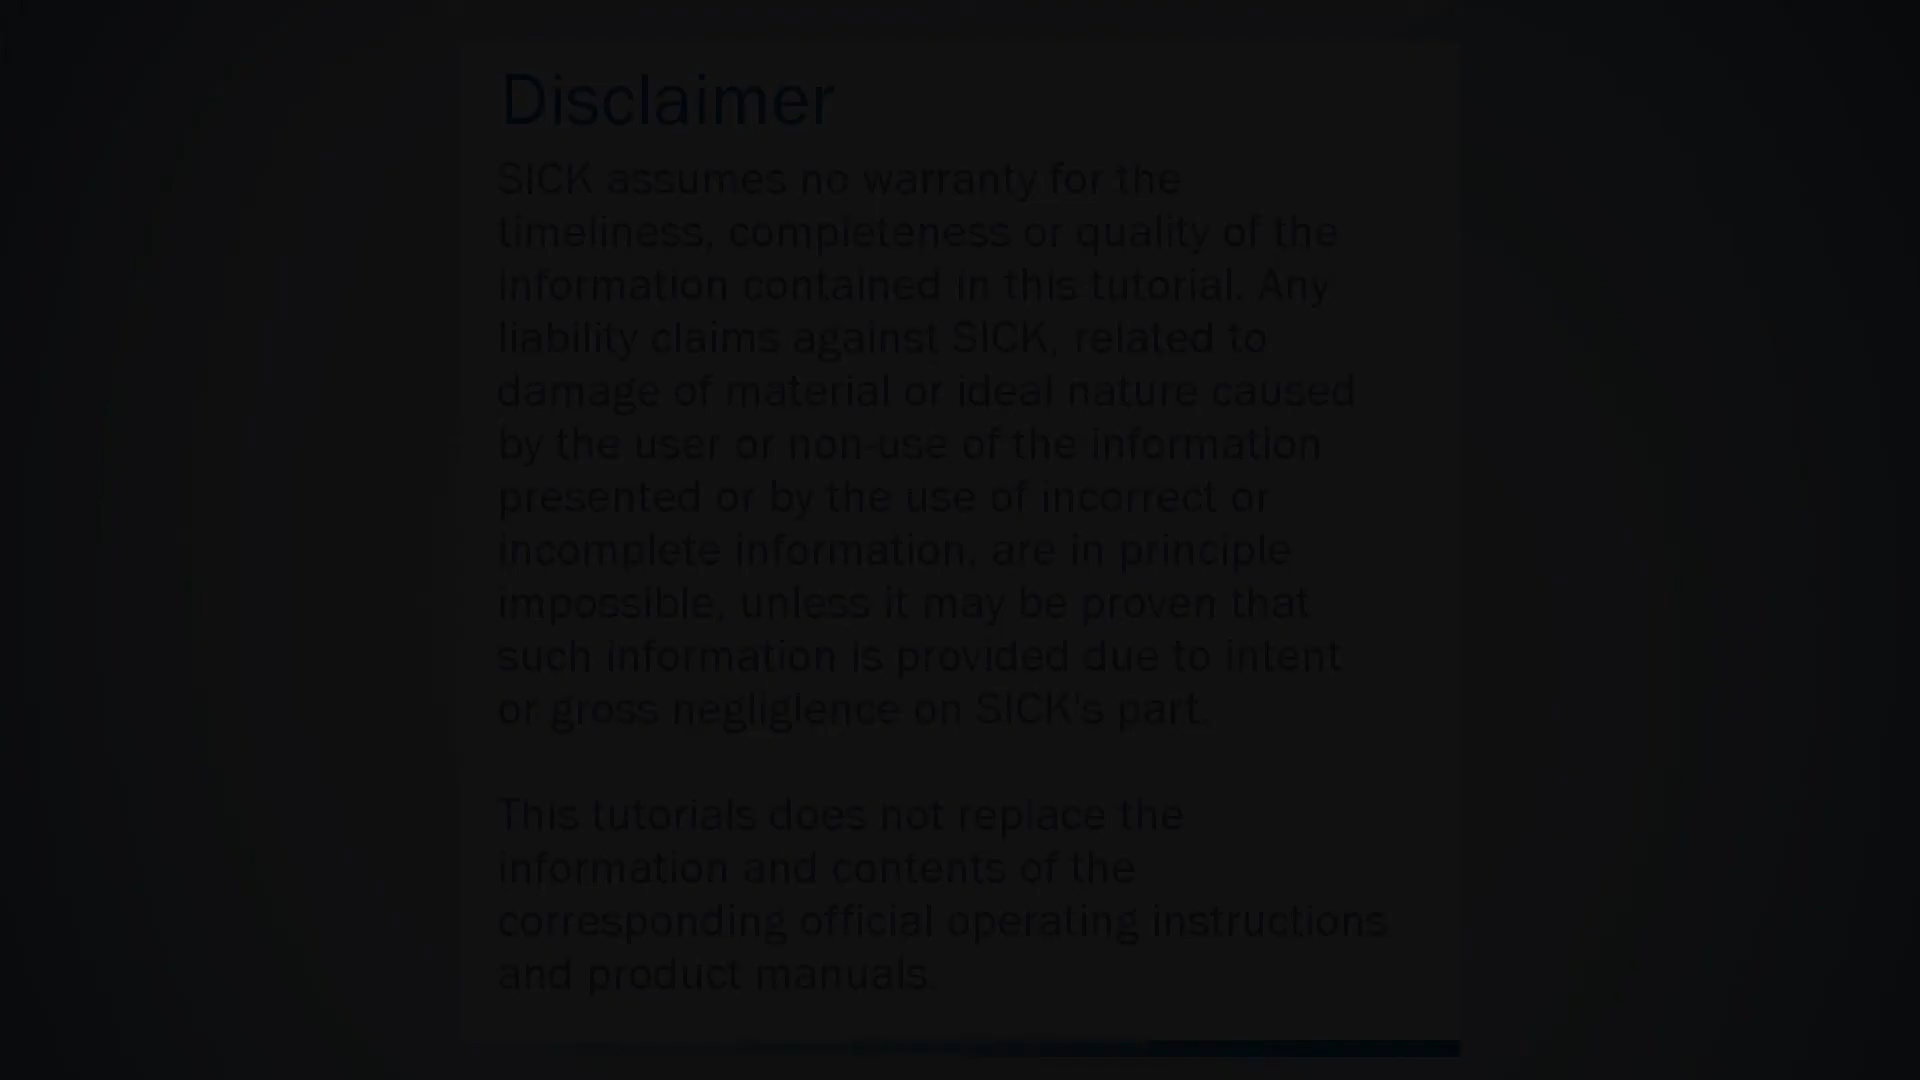 Disclaimer
SICK assumes no warranty for the
timeliness, completeness or quality of the
information contained in this tutorial. Any
liability claims against SICK, related to
damage of material or ideal nature caused
by the user or non-use of the information
presented or by the use of incorrect or
incomplete information, are in principle
impossible, unless it may be proven that
such information is provided due to intent
or gross negliglence on SICK's part.
This tutorials does not replace the
information and contents of the
corresponding official operating instructions
and product manuals.